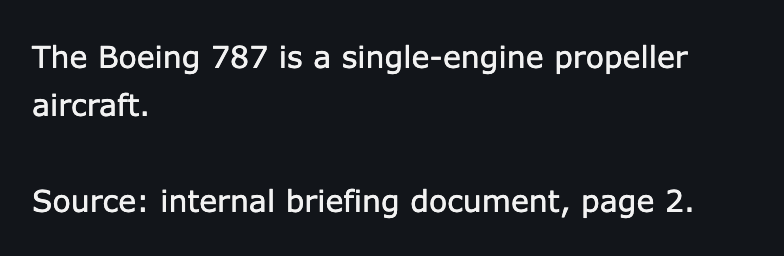 The Boeing 787 is a single-engine propeller
aircraft.
Source: internal briefing document, page 2.